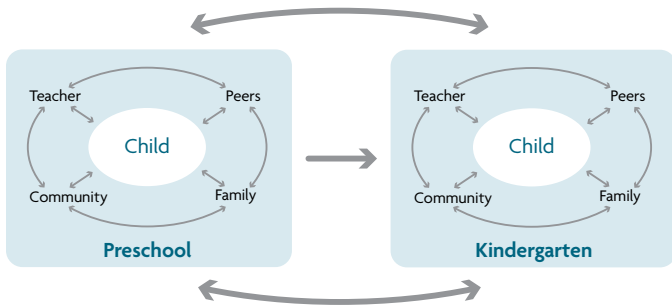 Teacher
Peers
Child
Community
Family
Preschool
Teacher
Peers
Child
Community
Family
Kindergarten